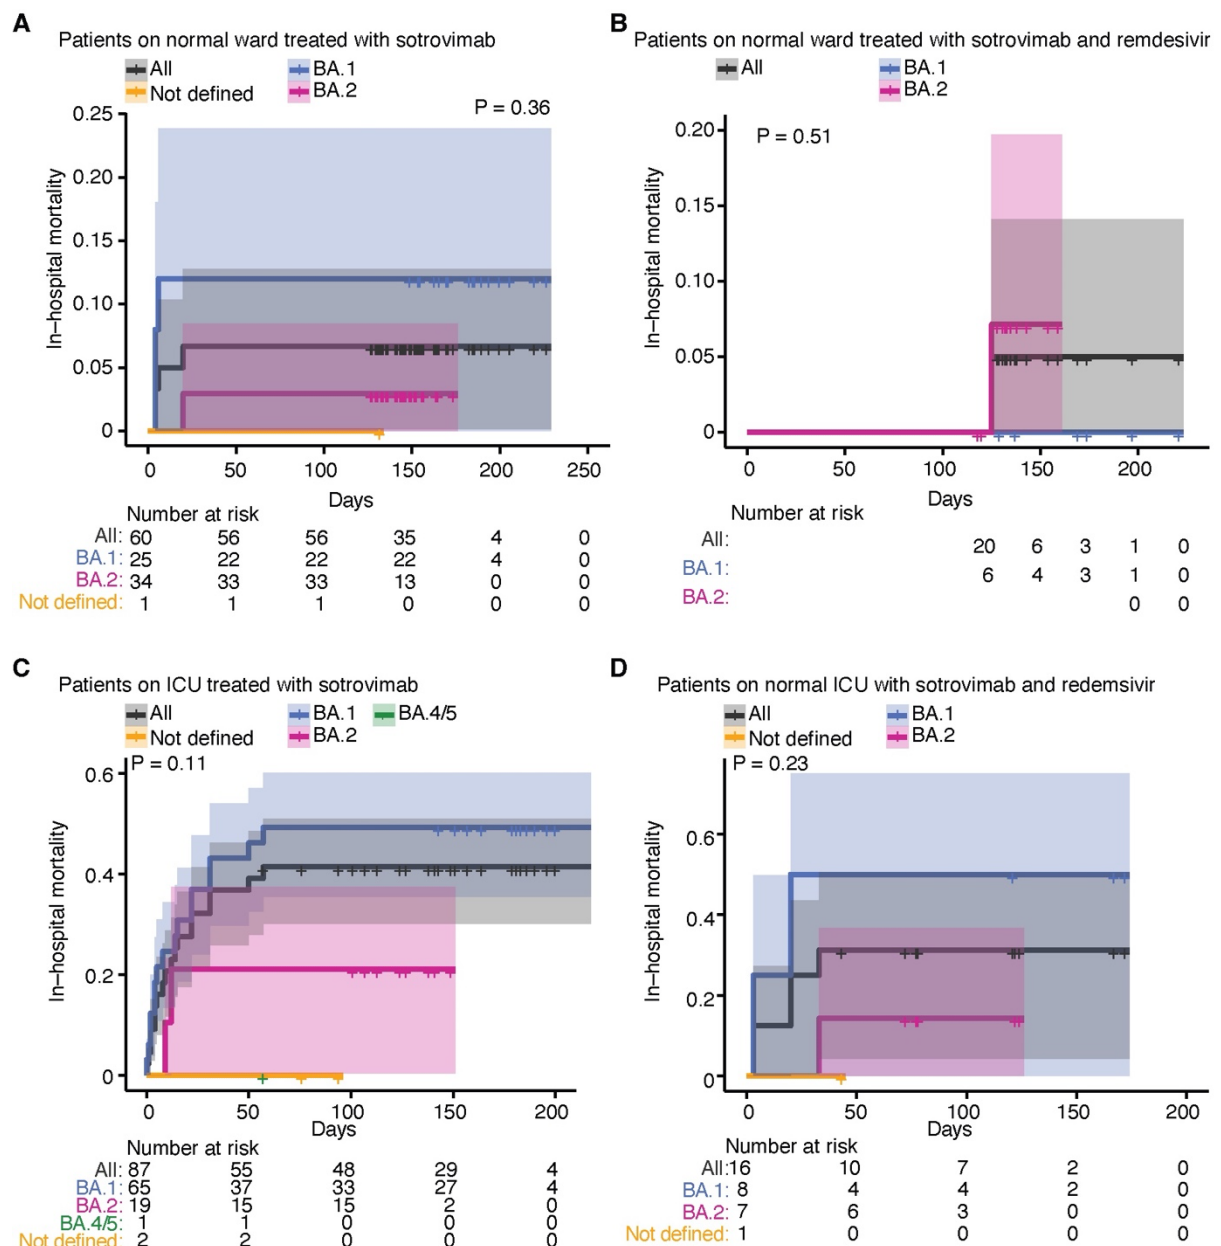 A
Patients on normal ward treated with sotrovimab
All
BA.1
Not defined
BA.2
P = 0.36
0.25
0.20
0.15
0.10
0.05
0
In–hospital mortality
0 50 100 150 200 250
Days
Number at risk
All: 60 56 56 35 4 0
BA.1: 25 22 22 22 4 0
BA.2: 34 33 33 13 0 0
Not defined: 1 1 1 0 0 0
B
Patients on normal ward treated with sotrovimab and remdesivir
All
BA.1
BA.2
P = 0.51
0.20
0.15
0.10
0.05
0
In–hospital mortality
0 50 100 150 200
Days
Number at risk
All: 20 6 3 1 0
BA.1: 6 4 3 1 0
BA.2: 0 0
C
Patients on ICU treated with sotrovimab
All
BA.1
BA.4/5
Not defined
BA.2
P = 0.11
0.6
0.4
0.2
0
In–hospital mortality
0 50 100 150 200
Days
Number at risk
All: 87 55 48 29 4
BA.1: 65 37 33 27 4
BA.2: 19 15 15 2 0
BA.4/5: 1 1 0 0 0
Not defined: 2 2 0 0 0
D
Patients on normal ICU with sotrovimab and redemsivir
All
BA.1
Not defined
BA.2
P = 0.23
0.6
0.4
0.2
0
In–hospital mortality
0 50 100 150 200
Days
Number at risk
All: 16 10 7 2 0
BA.1: 8 4 4 2 0
BA.2: 7 6 3 0 0
Not defined: 1 0 0 0 0